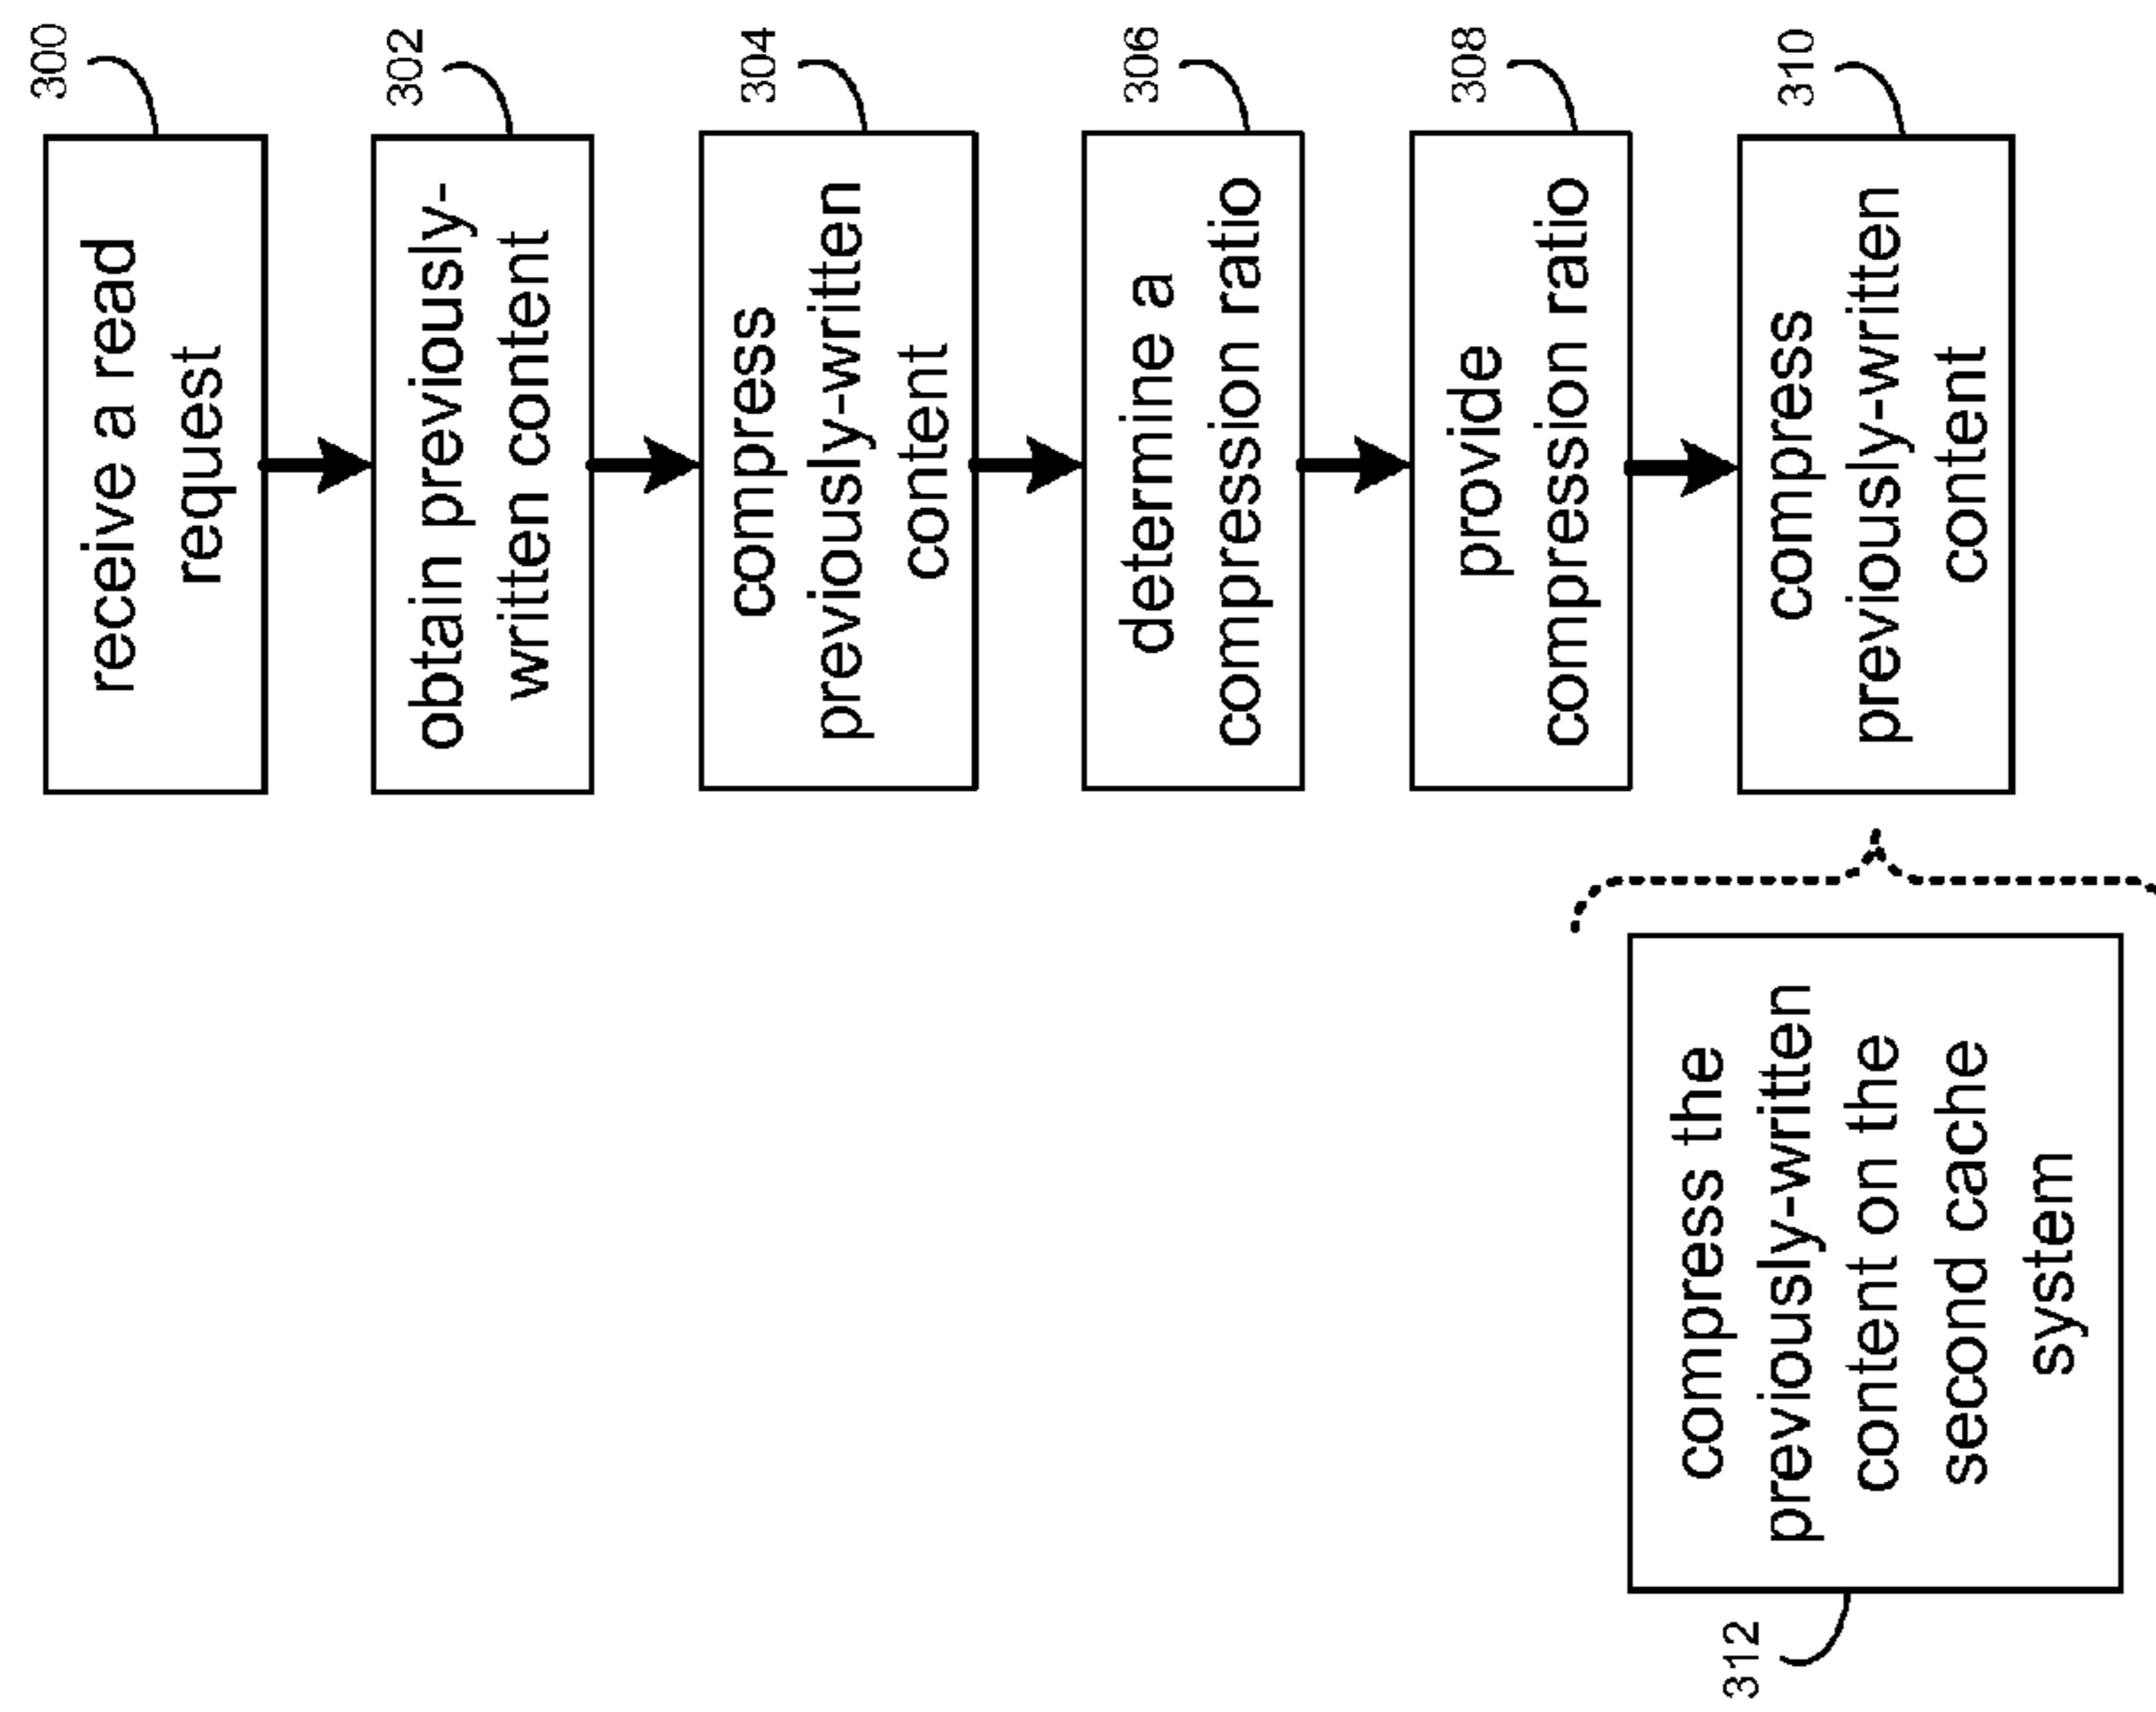 300
receive a read
request
302
obtain previously-
written content
304
compress
previously-written
content
306
determine a
compression ratio
308
provide
compression ratio
310
compress
previously-written
content
312
compress the
previously-written
content on the
second cache
system